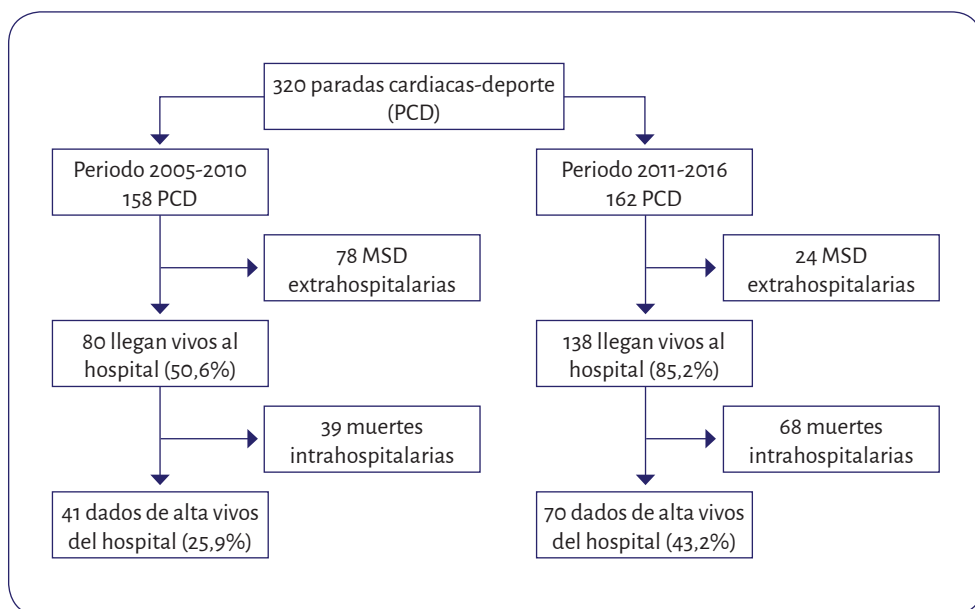 320 paradas cardiacas-deporte
(PCD)
Periodo 2005-2010
158 PCD
Periodo 2011-2016
162 PCD
78 MSD
extrahospitalarias
24 MSD
extrahospitalarias
80 llegan vivos al
hospital (50,6%)
138 llegan vivos al
hospital (85,2%)
39 muertes
intrahospitalarias
68 muertes
intrahospitalarias
41 dados de alta vivos
del hospital (25,9%)
70 dados de alta vivos
del hospital (43,2%)